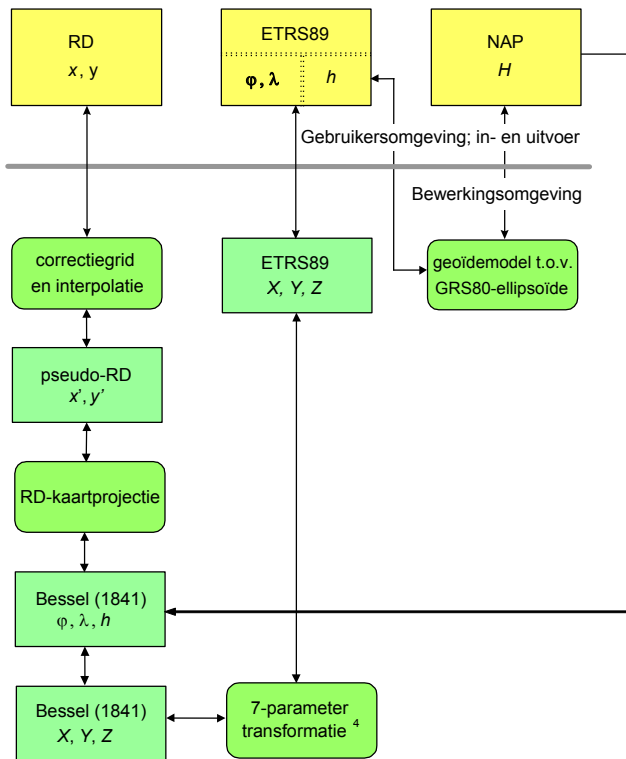 RD
x, y
ETRS89
φ, λ
h
NAP
H
Gebruikersomgeving; in- en uitvoer
Bewerkingsomgeving
correctiegrid
en interpolatie
ETRS89
X, Y, Z
geoïdemodel t.o.v.
GRS80-ellipsoïde
pseudo-RD
x', y'
RD-kaartprojectie
Bessel (1841)
φ, λ, h
Bessel (1841)
X, Y, Z
7-parameter
transformatie 4